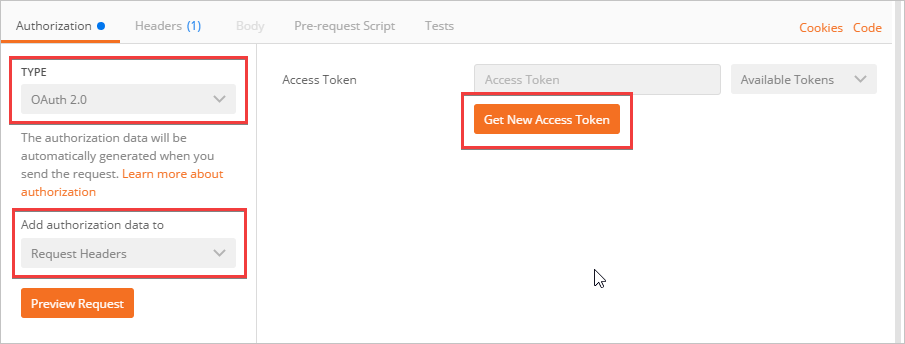 Authorization Headers (1) Body Pre-request Script Tests Cookies Code
TYPE
OAuth 2.0
The authorization data will be
automatically generated when you
send the request. Learn more about
authorization
Add authorization data to
Request Headers
Preview Request
Access Token Access Token Available Tokens
Get New Access Token